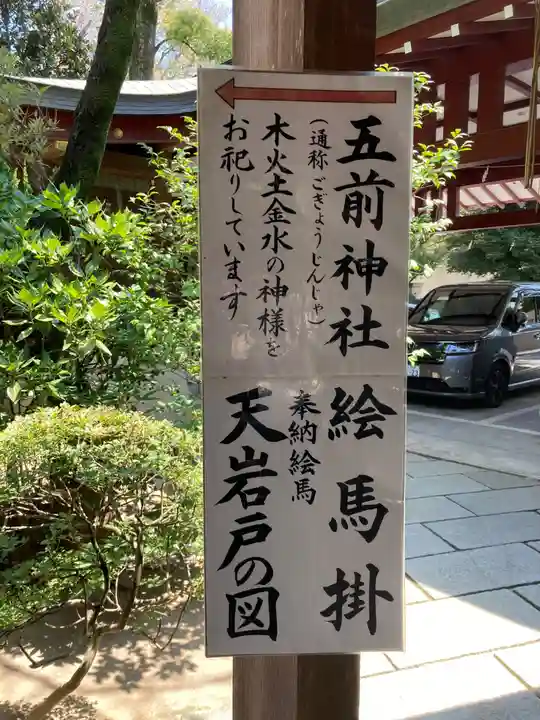 五前神社
（通称ごぎょうじんじゃ）
木火土金水の神様を
お祀りしています
絵馬掛
奉納絵馬
天岩戸の図